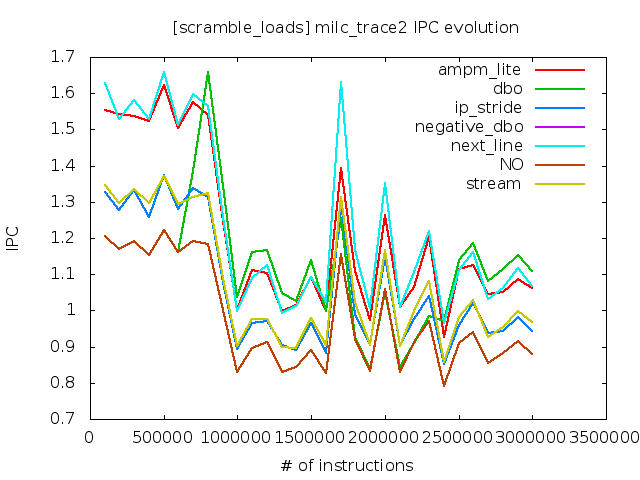 [scramble_loads] milc_trace2 IPC evolution
1.7
1.6
1.5
1.4
1.3
1.2
1.1
1
0.9
0.8
0.7
IPC
ampm_lite
dbo
ip_stride
negative_dbo
next_line
NO
stream
0 500000 1000000 1500000 2000000 2500000 3000000 3500000
# of instructions